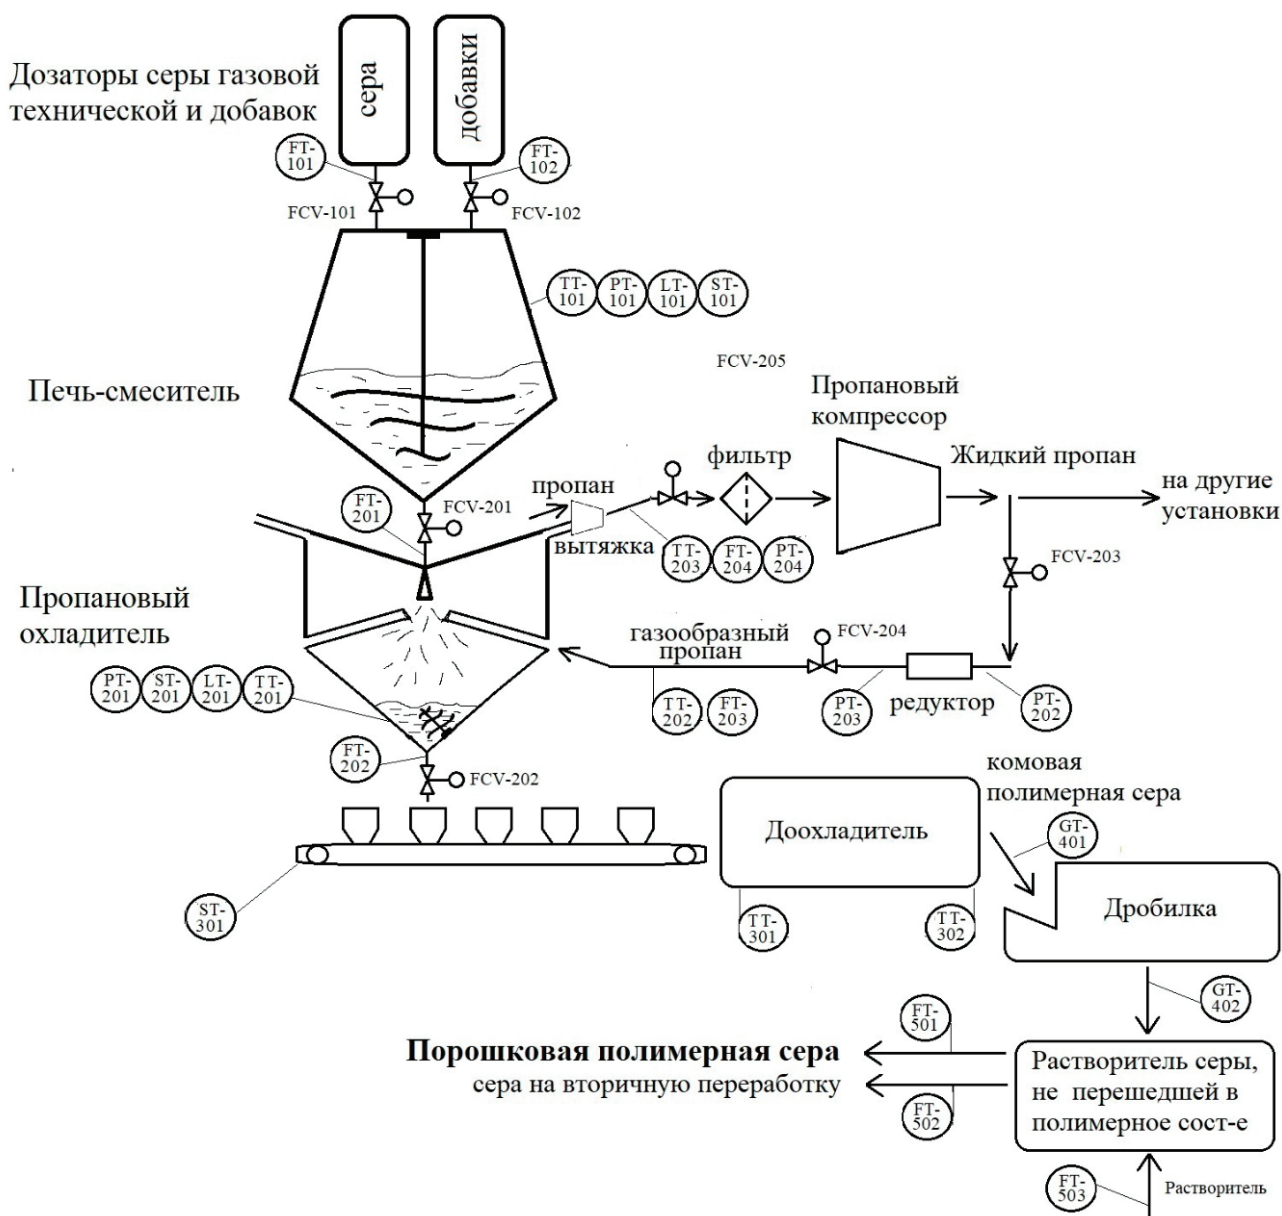 Дозаторы серы газовой
технической и добавок
сера
добавки
FT-
101
FT-
102
FCV-101
FCV-102
TT-
101
PT-
101
LT-
101
ST-
101
Печь-смеситель
FCV-205
Пропановый
компрессор
фильтр
Жидкий пропан
на другие
установки
пропан
вытяжка
FT-
201
FCV-201
TT-
203
FT-
204
PT-
204
FCV-203
Пропановый
охладитель
газообразный
пропан
FCV-204
редуктор
PT-
201
ST-
201
LT-
201
TT-
201
TT-
202
FT-
203
PT-
203
PT-
202
FT-
202
FCV-202
комовая
полимерная сера
Доохладитель
GT-
401
Дробилка
ST-
301
TT-
301
TT-
302
GT-
402
FT-
501
Порошковая полимерная сера
сера на вторичную переработку
FT-
502
Растворитель серы,
не перешедшей в
полимерное сост-е
FT-
503
Растворитель